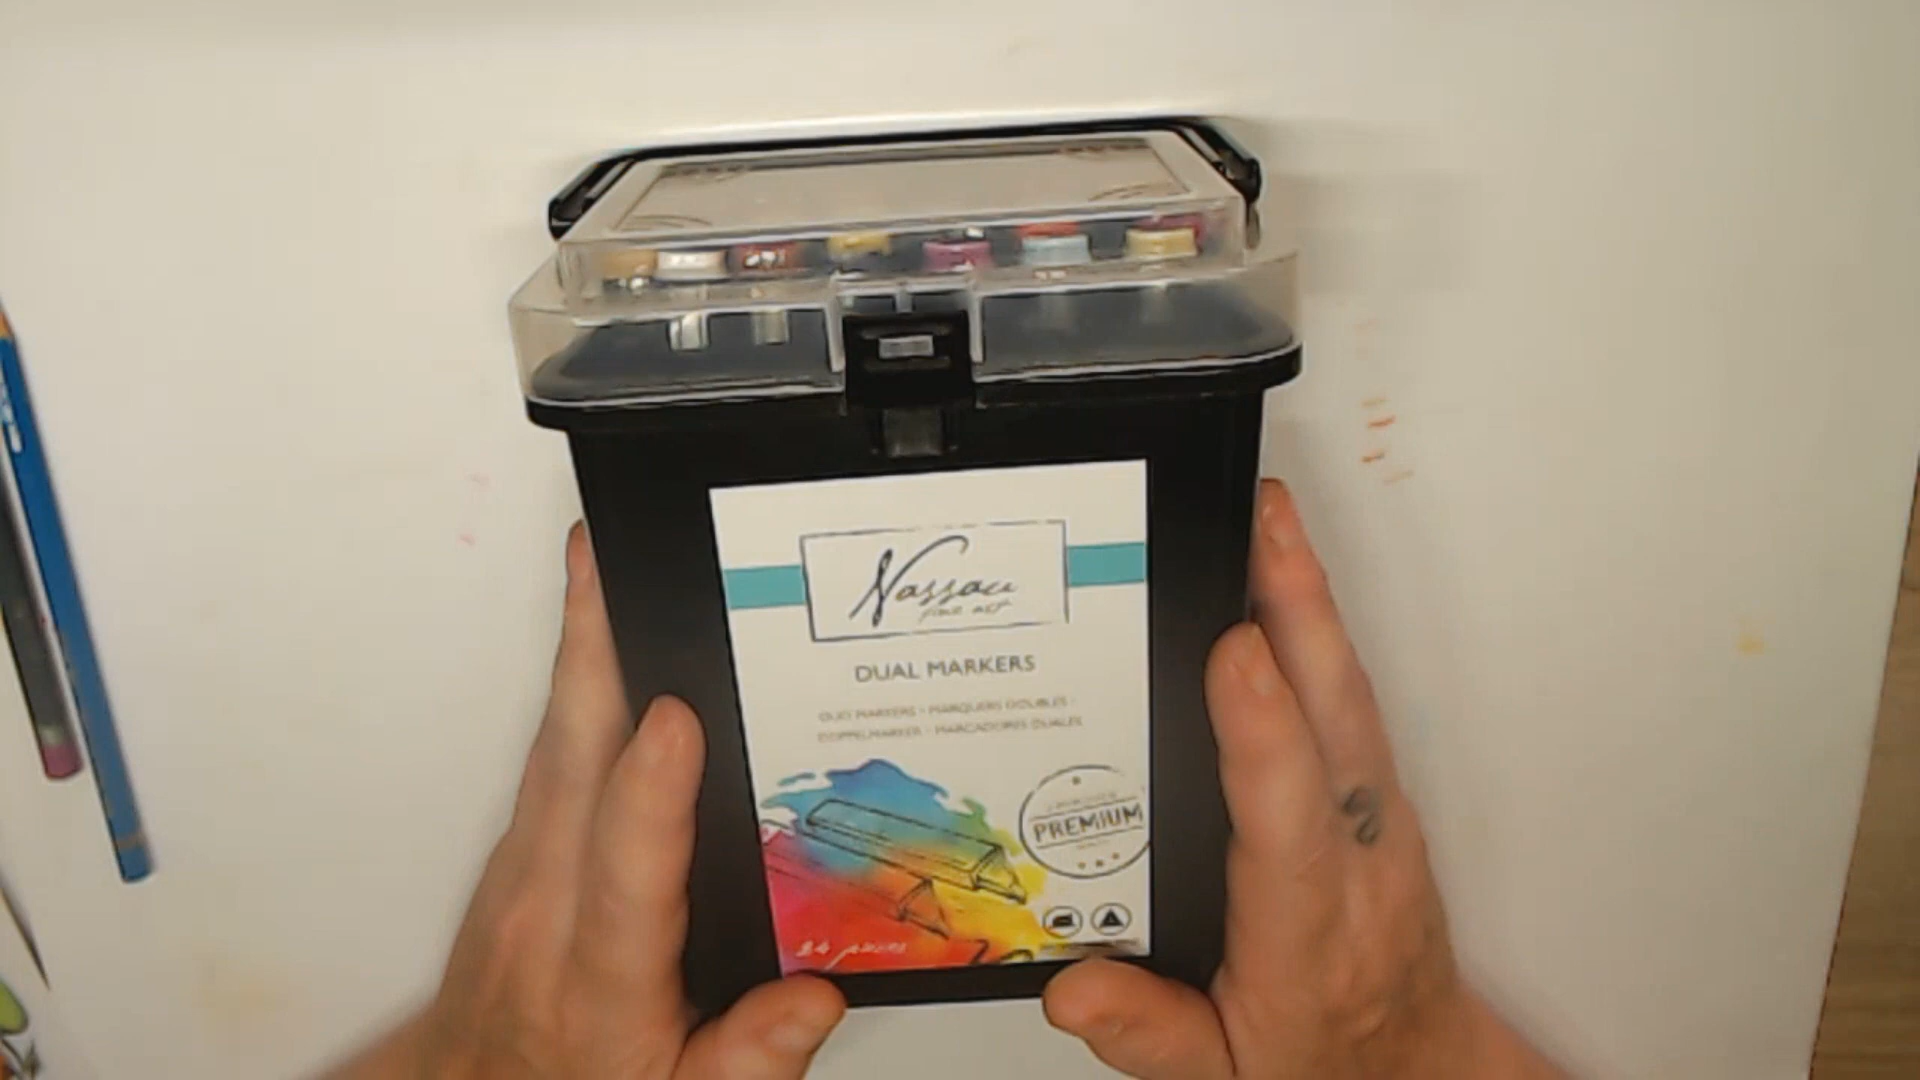 Nassau
fine art
DUAL MARKERS
DUO MARKERS - MARQUERS DOUBLES -
DOPPELMARKER - MARCADORES DUALES
PREMIUM
24 pieces